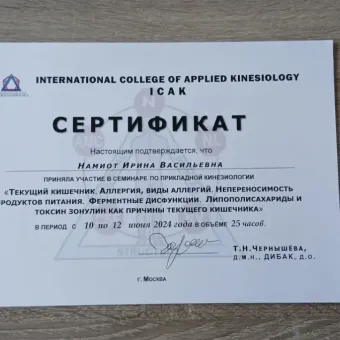 INTERNATIONAL COLLEGE OF APPLIED KINESIOLOGY
ICAK
СЕРТИФИКАТ
Настоящим подтверждается, что
Намиот Ирина Васильевна
ПРИНЯЛА УЧАСТИЕ В СЕМИНАРЕ ПО ПРИКЛАДНОЙ КИНЕЗИОЛОГИИ
«Текущий кишечник. Аллергия, виды аллергий. Непереносимость
продуктов питания. Ферментные дисфункции. Липополисахариды и
токсин зонулин как причины текущего кишечника»
в период с 10 по 12 июня 2024 года в объеме 25 часов.
Т.Н.Чернышёва,
д.м.н., ДИБАК, д.о.
г. Москва